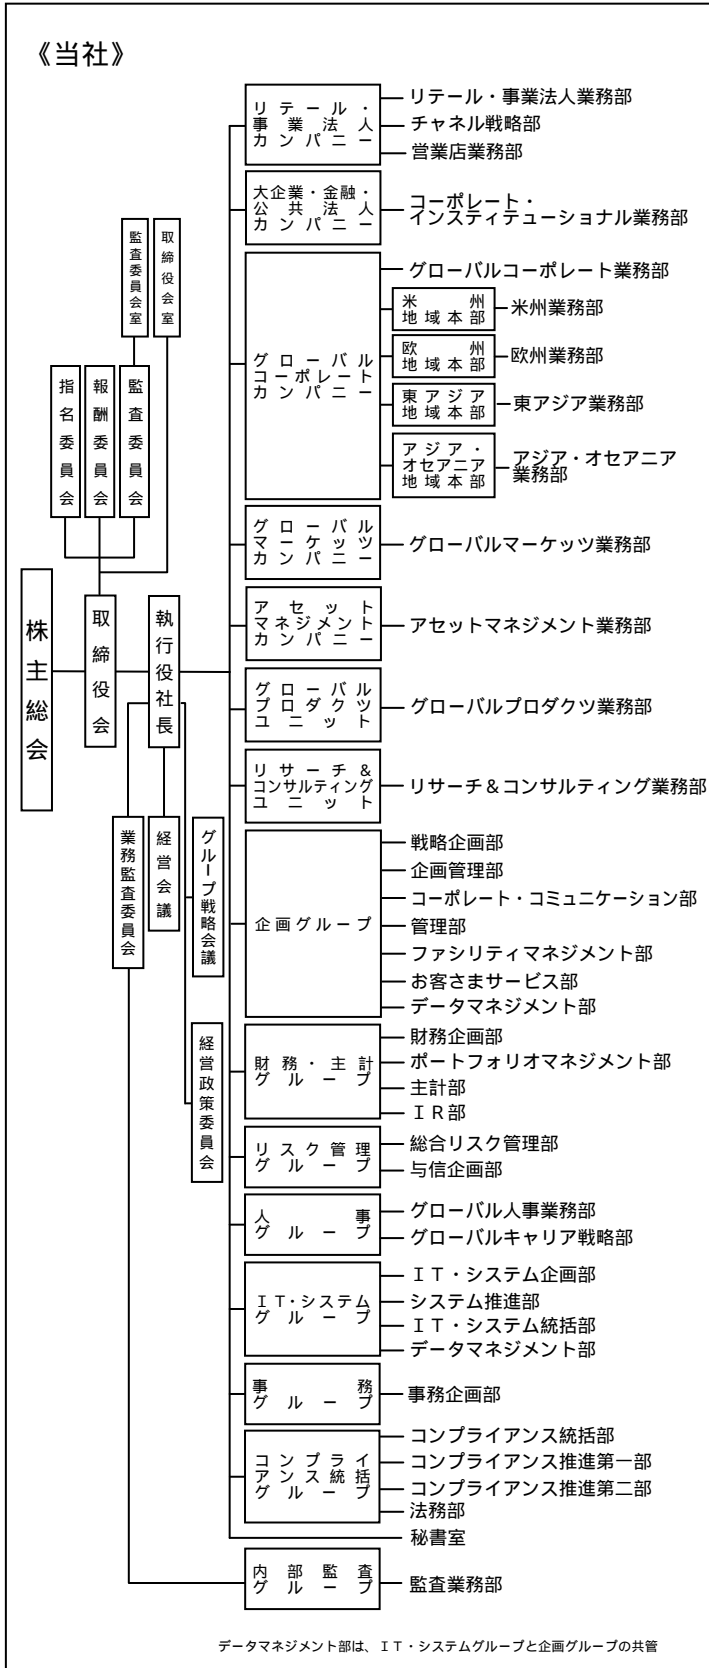 《当社》
株主総会
取締役会
指名委員会
報酬委員会
監査委員会
監査委員会室
取締役会室
執行役社長
業務監査委員会
経営会議
グループ戦略会議
経営政策委員会
リテール・
事業法人
カンパニー
リテール・事業法人業務部
チャネル戦略部
営業店業務部
大企業・金融・
公共法人
カンパニー
コーポレート・
インスティテューショナル業務部
グローバル
コーポレート
カンパニー
グローバルコーポレート業務部
米州
地域本部
米州業務部
欧州
地域本部
欧州業務部
東アジア
地域本部
東アジア業務部
アジア・
オセアニア
地域本部
アジア・オセアニア
業務部
グローバル
マーケッツ
カンパニー
グローバルマーケッツ業務部
アセット
マネジメント
カンパニー
アセットマネジメント業務部
グローバル
プロダクツ
ユニット
グローバルプロダクツ業務部
リサーチ&
コンサルティング
ユニット
リサーチ&コンサルティング業務部
企画グループ
戦略企画部
企画管理部
コーポレート・コミュニケーション部
管理部
ファシリティマネジメント部
お客さまサービス部
データマネジメント部
財務・主計
グループ
財務企画部
ポートフォリオマネジメント部
主計部
IR部
リスク管理
グループ
総合リスク管理部
与信企画部
人事
グループ
グローバル人事業務部
グローバルキャリア戦略部
IT・システム
グループ
IT・システム企画部
システム推進部
IT・システム統括部
データマネジメント部
事務
グループ
事務企画部
コンプライ
アンス統括
グループ
コンプライアンス統括部
コンプライアンス推進第一部
コンプライアンス推進第二部
法務部
秘書室
内部監査
グループ
監査業務部
データマネジメント部は、IT・システムグループと企画グループの共管